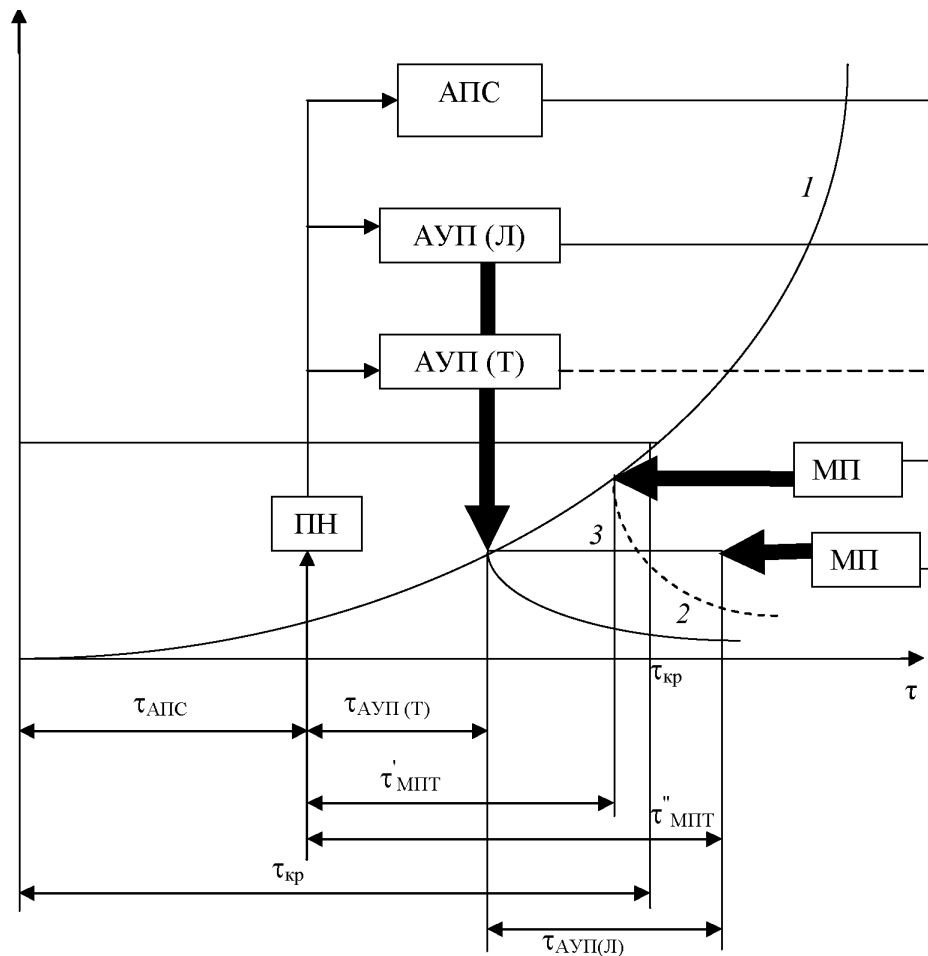 АПС
1
АУП (Л)
АУП (Т)
МП
ПН
3
МП
2
τкр
τ
τАПС
τАУП (Т)
τ'МПТ
τ"МПТ
τкр
τАУП(Л)